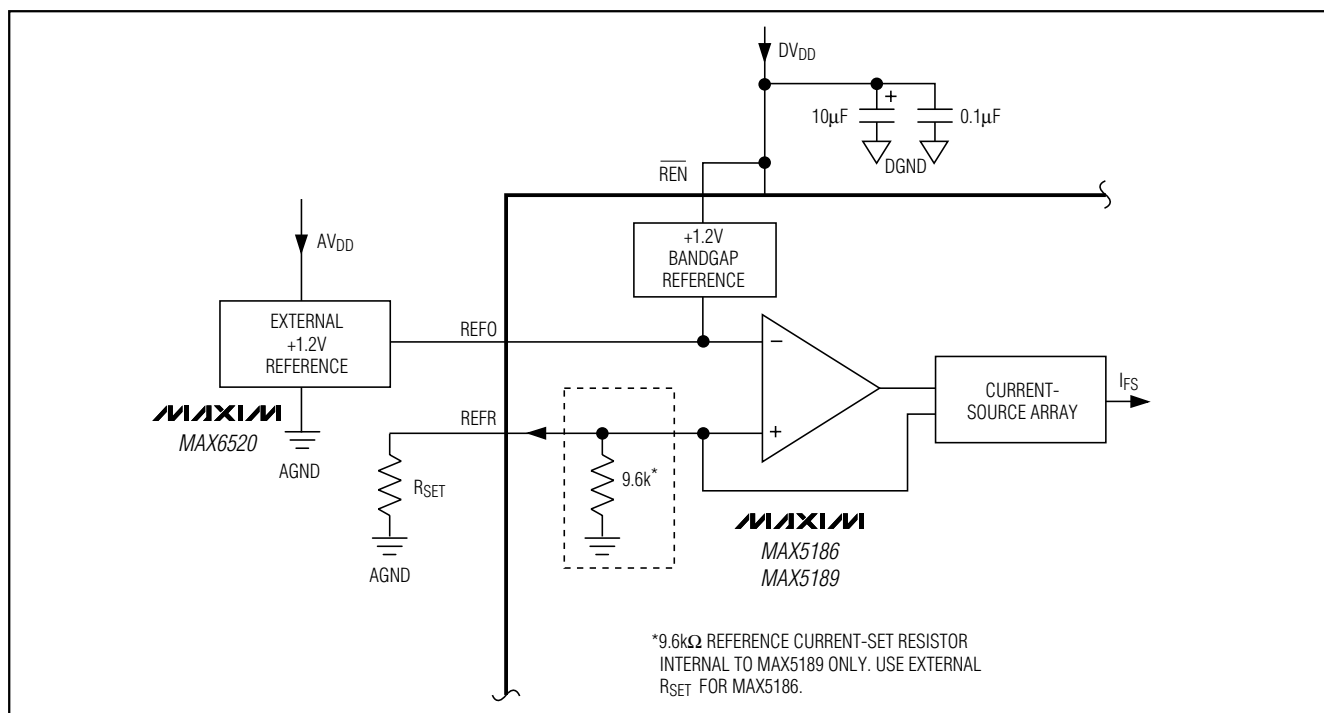 DVDD
+
10µF
0.1µF
DGND
REN
+1.2V
BANDGAP
REFERENCE
AVDD
EXTERNAL
+1.2V
REFERENCE
REFO
−
CURRENT-
SOURCE ARRAY
IFS
MAXIM
MAX6520
AGND
REFR
+
RSET
9.6k*
AGND
MAXIM
MAX5186
MAX5189
*9.6kΩ REFERENCE CURRENT-SET RESISTOR
INTERNAL TO MAX5189 ONLY. USE EXTERNAL
RSET FOR MAX5186.